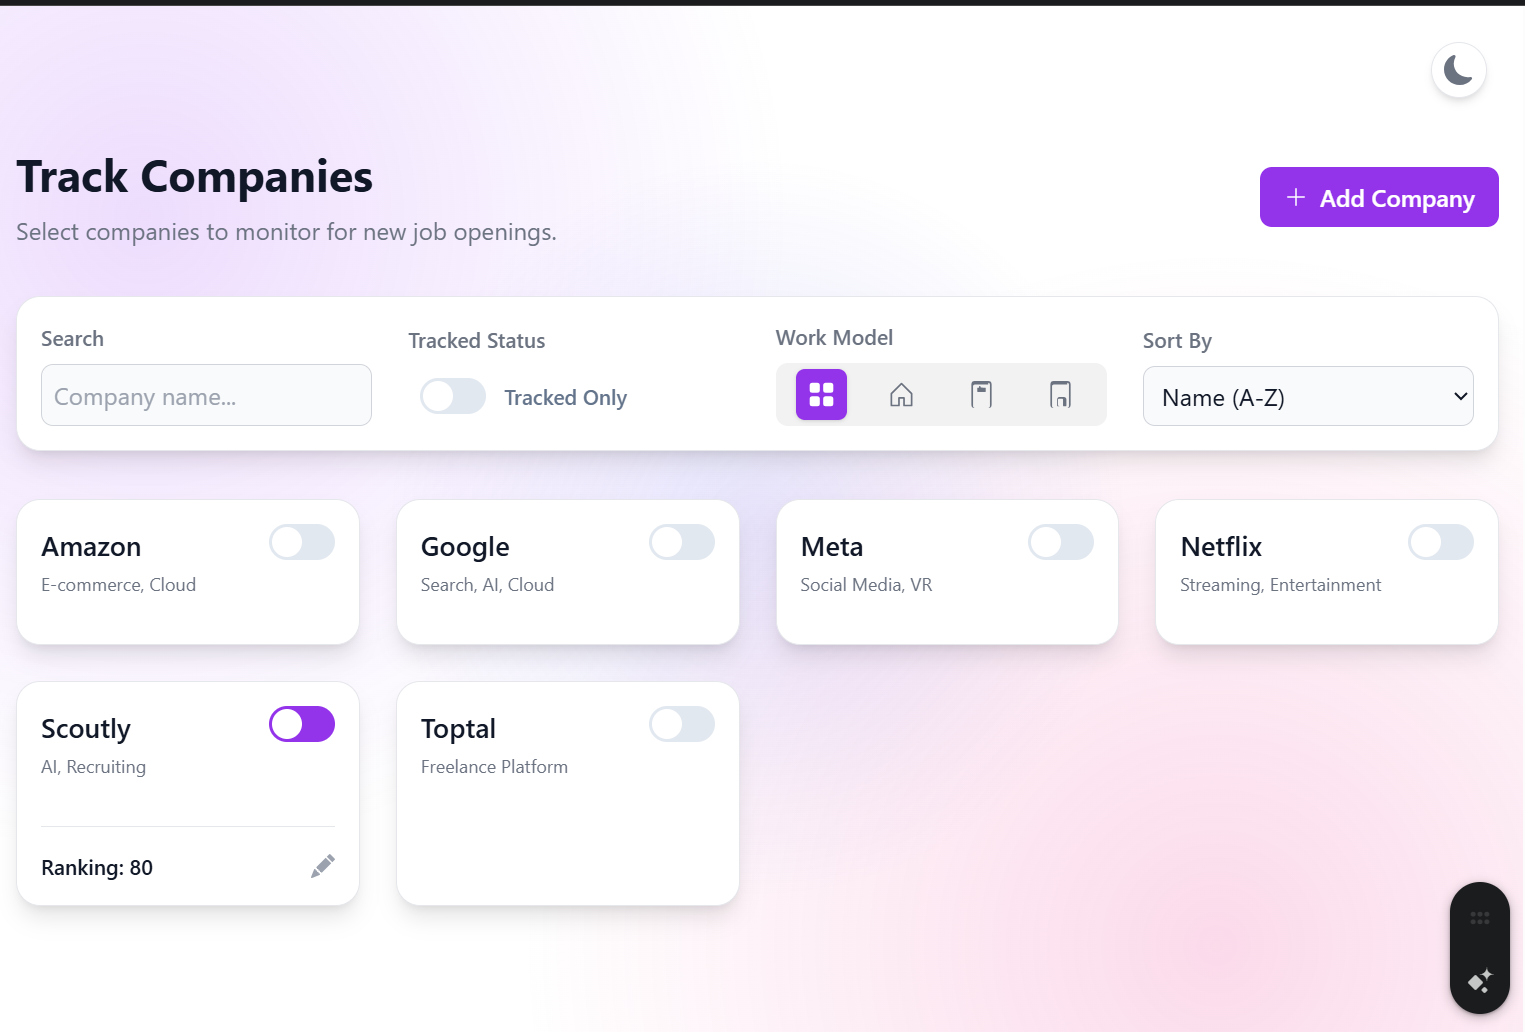 Track Companies
Select companies to monitor for new job openings.
+ Add Company
Search
Company name...
Tracked Status
Tracked Only
Work Model
Sort By
Name (A-Z)
Amazon
E-commerce, Cloud
Google
Search, AI, Cloud
Meta
Social Media, VR
Netflix
Streaming, Entertainment
Scoutly
AI, Recruiting
Ranking: 80
Toptal
Freelance Platform